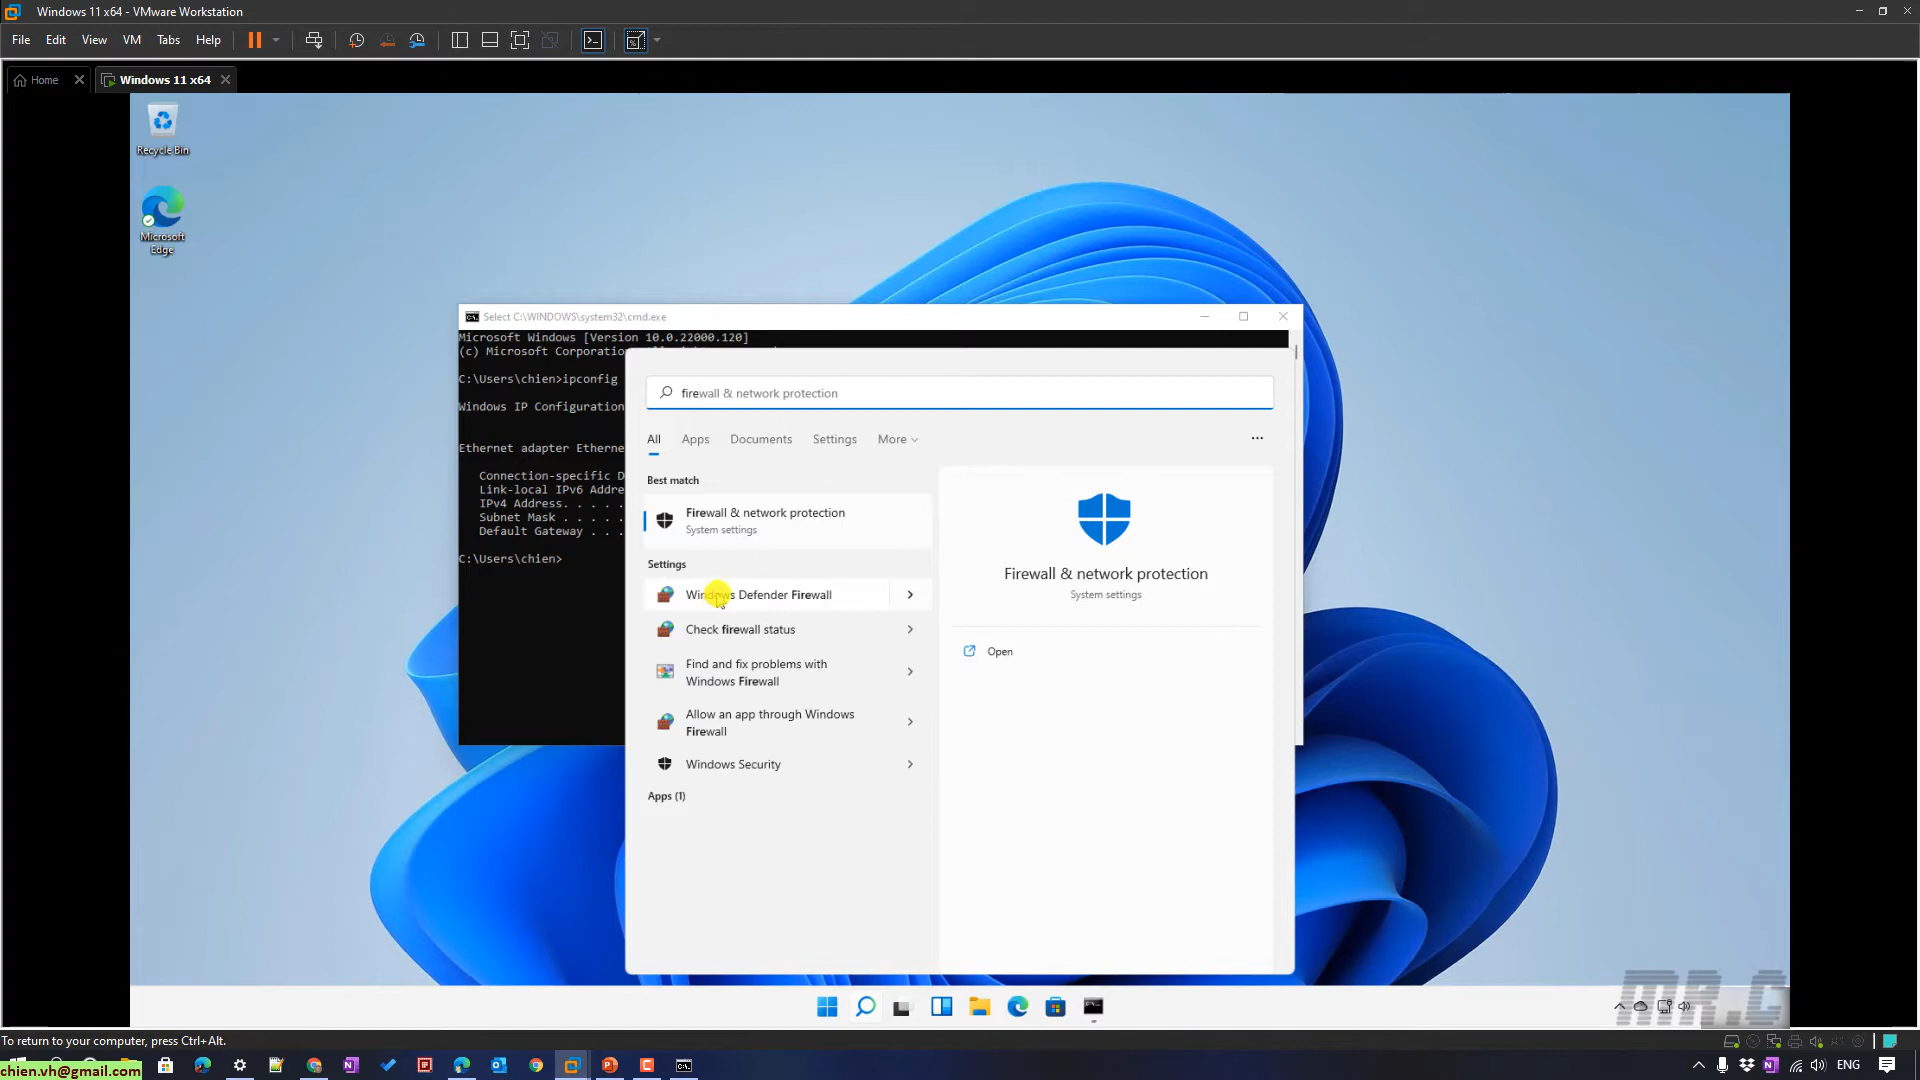 Windows 11 x64 - VMware Workstation
File Edit View VM Tabs Help
Home
Windows 11 x64
Recycle Bin
Microsoft
Edge
Select C:\WINDOWS\system32\cmd.exe
Microsoft Windows [Version 10.0.22000.120]
(c) Microsoft Corporatio
C:\Users\chien>ipconfig
Windows IP Configuration
Ethernet adapter Etherne
Connection-specific D
Link-local IPv6 Addre
IPv4 Address. . . . .
Subnet Mask . . . . .
Default Gateway . . .
C:\Users\chien>
firewall & network protection
All Apps Documents Settings More
Best match
Firewall & network protection
System settings
Settings
Windows Defender Firewall
Check firewall status
Find and fix problems with
Windows Firewall
Allow an app through Windows
Firewall
Windows Security
Apps (1)
Firewall & network protection
System settings
Open
MR.C
To return to your computer, press Ctrl+Alt.
chien.vh@gmail.com
ENG